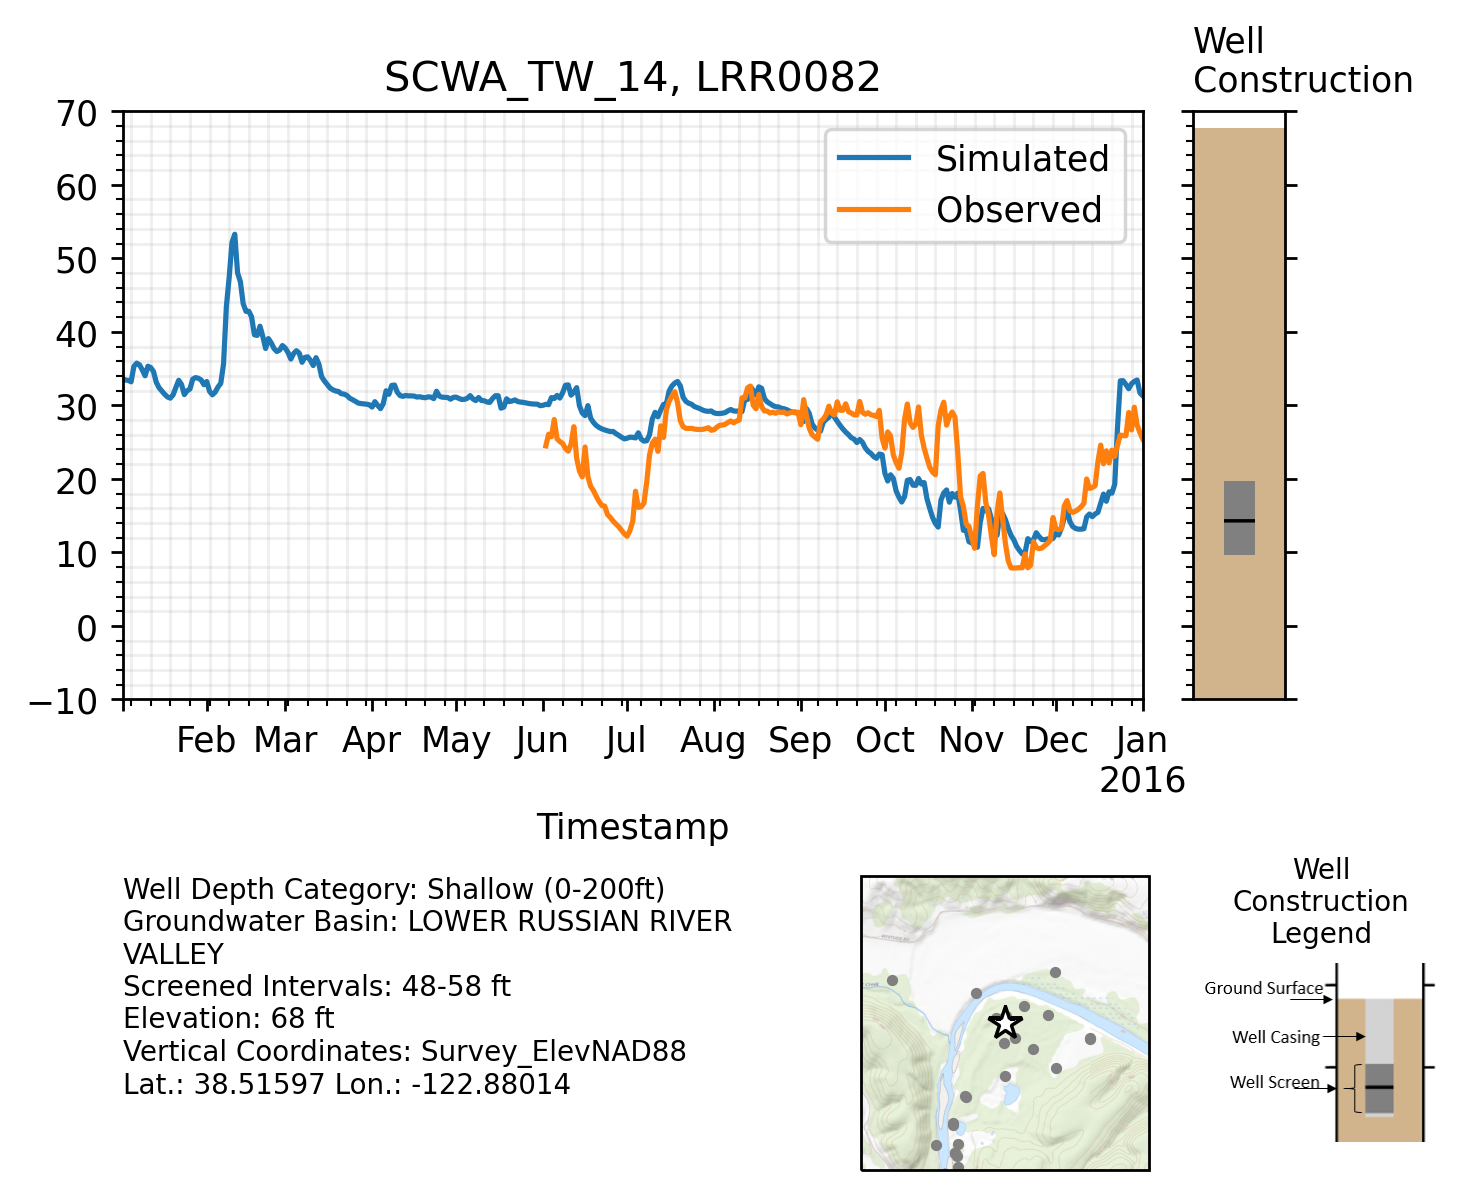 Well
Construction
SCWA_TW_14, LRR0082
70
60
50
40
30
20
10
0
−10
Simulated
Observed
Feb Mar Apr May Jun Jul Aug Sep Oct Nov Dec Jan
2016
Timestamp
Well Depth Category: Shallow (0-200ft)
Groundwater Basin: LOWER RUSSIAN RIVER
VALLEY
Screened Intervals: 48-58 ft
Elevation: 68 ft
Vertical Coordinates: Survey_ElevNAD88
Lat.: 38.51597 Lon.: -122.88014
Well
Construction
Legend
Ground Surface
Well Casing
Well Screen